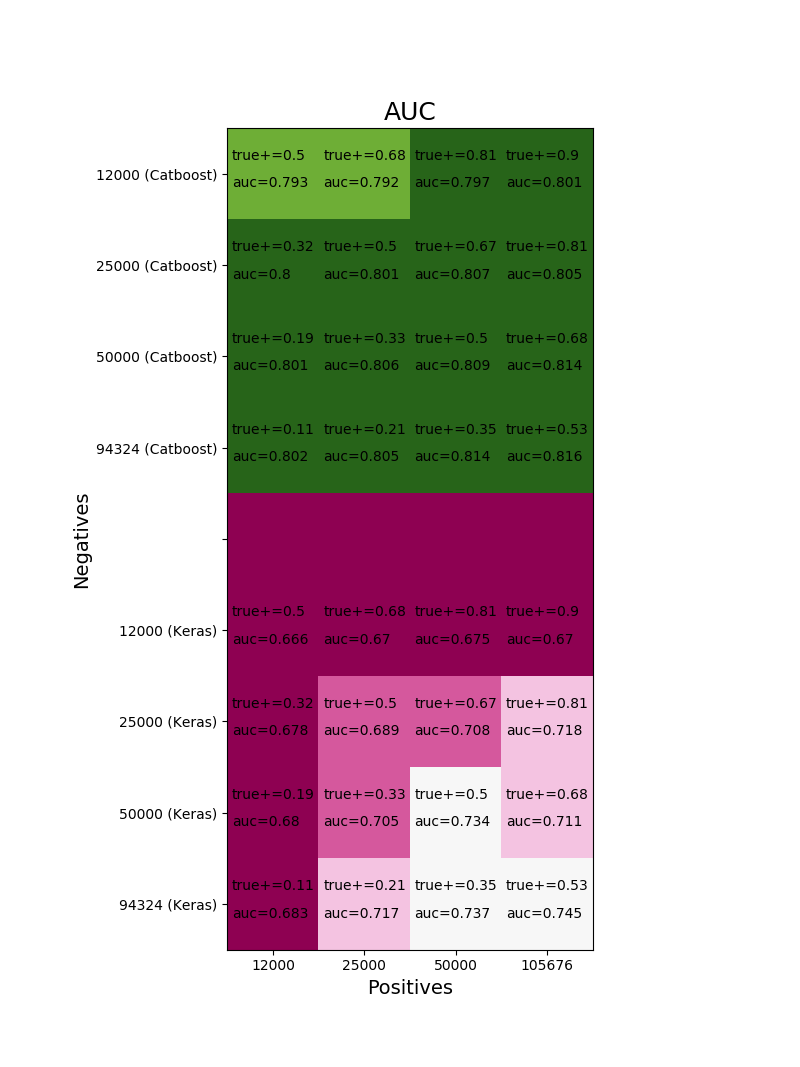 AUC
12000 (Catboost)
true+=0.5 true+=0.68 true+=0.81 true+=0.9
auc=0.793 auc=0.792 auc=0.797 auc=0.801
25000 (Catboost)
true+=0.32 true+=0.5 true+=0.67 true+=0.81
auc=0.8 auc=0.801 auc=0.807 auc=0.805
50000 (Catboost)
true+=0.19 true+=0.33 true+=0.5 true+=0.68
auc=0.801 auc=0.806 auc=0.809 auc=0.814
94324 (Catboost)
true+=0.11 true+=0.21 true+=0.35 true+=0.53
auc=0.802 auc=0.805 auc=0.814 auc=0.816
Negatives
12000 (Keras)
true+=0.5 true+=0.68 true+=0.81 true+=0.9
auc=0.666 auc=0.67 auc=0.675 auc=0.67
25000 (Keras)
true+=0.32 true+=0.5 true+=0.67 true+=0.81
auc=0.678 auc=0.689 auc=0.708 auc=0.718
50000 (Keras)
true+=0.19 true+=0.33 true+=0.5 true+=0.68
auc=0.68 auc=0.705 auc=0.734 auc=0.711
94324 (Keras)
true+=0.11 true+=0.21 true+=0.35 true+=0.53
auc=0.683 auc=0.717 auc=0.737 auc=0.745
12000 25000 50000 105676
Positives